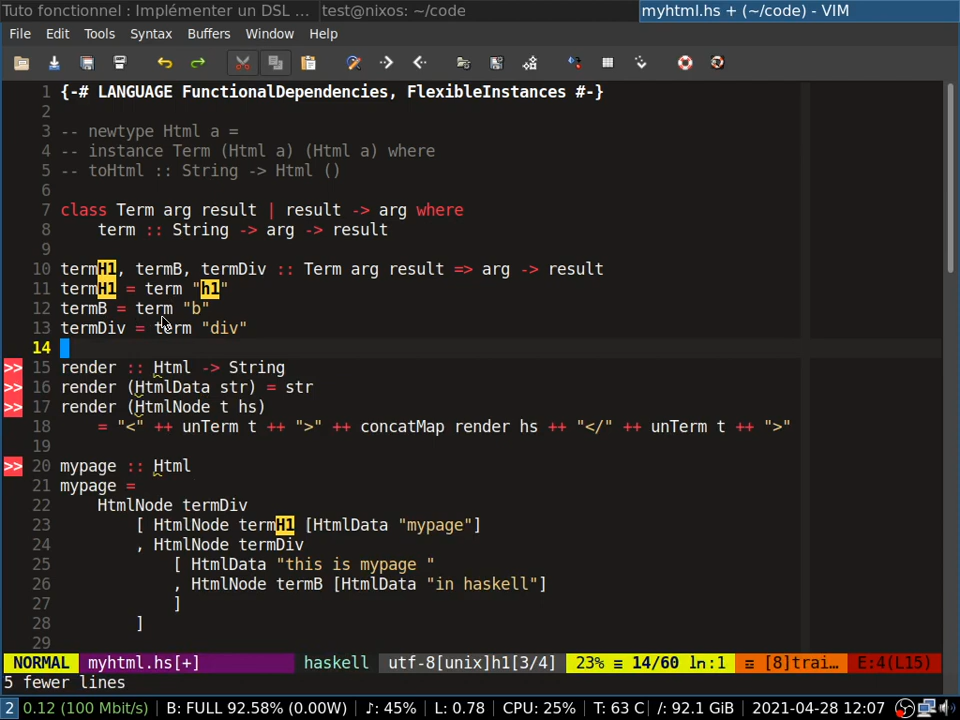 Tuto fonctionnel : Implémenter un DSL ... test@nixos: ~/code myhtml.hs + (~/code) - VIM
File Edit Tools Syntax Buffers Window Help
1 {-# LANGUAGE FunctionalDependencies, FlexibleInstances #-}
2
3 -- newtype Html a =
4 -- instance Term (Html a) (Html a) where
5 -- toHtml :: String -> Html ()
6
7 class Term arg result | result -> arg where
8     term :: String -> arg -> result
9
10 termH1, termB, termDiv :: Term arg result => arg -> result
11 termH1 = term "h1"
12 termB = term "b"
13 termDiv = term "div"
14
>> 15 render :: Html -> String
>> 16 render (HtmlData str) = str
>> 17 render (HtmlNode t hs)
18     = "<" ++ unTerm t ++ ">" ++ concatMap render hs ++ "</" ++ unTerm t ++ ">"
19
>> 20 mypage :: Html
21 mypage =
22     HtmlNode termDiv
23         [ HtmlNode termH1 [HtmlData "mypage"]
24         , HtmlNode termDiv
25             [ HtmlData "this is mypage "
26             , HtmlNode termB [HtmlData "in haskell"]
27             ]
28         ]
29
NORMAL myhtml.hs[+] haskell utf-8[unix]h1[3/4] 23% ≡ 14/60 ln:1 ≡ [8]trai... E:4(L15)
5 fewer lines
2 0.12 (100 Mbit/s) B: FULL 92.58% (0.00W) ♪: 45% L: 0.78 CPU: 25% T: 63 C /: 92.1 GiB 2021-04-28 12:07